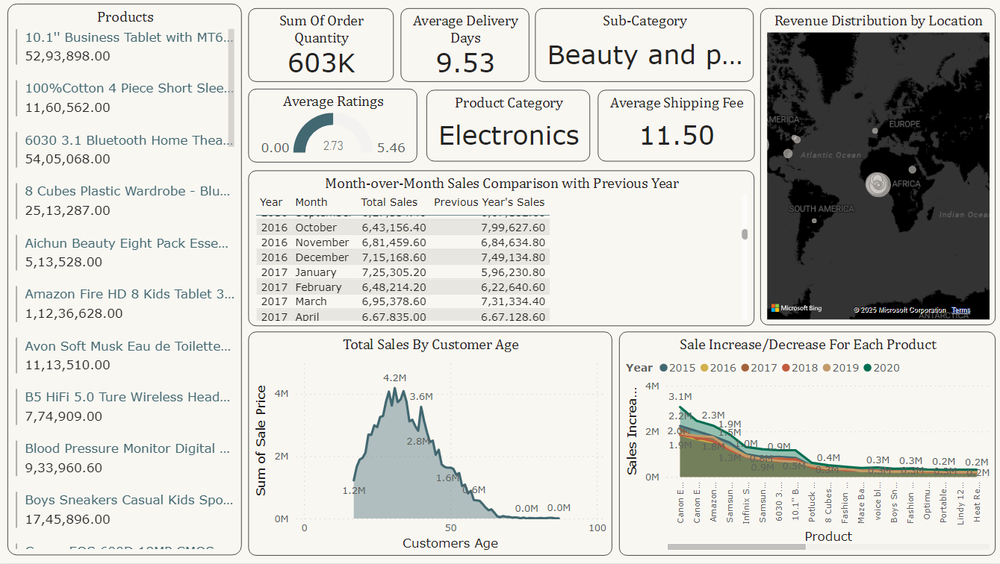 Products
10.1'' Business Tablet with MT6...
52,93,898.00
100%Cotton 4 Piece Short Slee...
11,60,562.00
6030 3.1 Bluetooth Home Thea...
54,05,068.00
8 Cubes Plastic Wardrobe - Blu...
25,13,287.00
Aichun Beauty Eight Pack Esse...
5,13,528.00
Amazon Fire HD 8 Kids Tablet 3...
1,12,36,628.00
Avon Soft Musk Eau de Toilette...
11,13,510.00
B5 HiFi 5.0 Ture Wireless Head...
7,74,909.00
Blood Pressure Monitor Digital ...
9,33,960.60
Boys Sneakers Casual Kids Spo...
17,45,896.00
Sum Of Order
Quantity
603K
Average Delivery
Days
9.53
Sub-Category
Beauty and p...
Average Ratings
0.00
2.73
5.46
Product Category
Electronics
Average Shipping Fee
11.50
Revenue Distribution by Location
AMERICA
EUROPE
Atlantic Ocean
AFRICA
SOUTH AMERICA
Indian Ocea
Microsoft Bing
© 2025 Microsoft Corporation Terms
ANTARCTICA
Month-over-Month Sales Comparison with Previous Year
Year Month Total Sales Previous Year's Sales
2016 October 6,43,156.40 7,99,627.60
2016 November 6,81,459.60 6,84,634.80
2016 December 7,15,168.60 7,49,134.80
2017 January 7,25,305.20 5,96,230.80
2017 February 6,48,214.20 6,22,640.60
2017 March 6,95,378.60 7,31,334.40
2017 April 6,67,835.00 6,67,128.60
Total Sales By Customer Age
Sum of Sale Price
4M
2M
0M
1.2M
4.2M
3.6M
2.8M
1.6M
0.6M
0.0M
0.0M
0
50
100
Customers Age
Sale Increase/Decrease For Each Product
Year 2015 2016 2017 2018 2019 2020
Sales Increa...
4M
2M
0M
3.1M
2.2M
2.0M
1.9M
2.3M
1.8M
1.9M
1.5M
1.3M
1.0M
0.8M
0.9M
0.9M
0.5M
0.4M
0.3M
0.3M
0.3M
0.3M
0.3M
0.2M
0.3M
0.2M
0.2M
Canon E...
Canon E...
Amazon...
Samsun...
Infinix S...
Samsun...
6030 3...
10.1" B...
Potluck ...
8 Cubes...
Fashion ...
Maze Ba...
voice bl...
Boys Sn...
Fashion ...
Optimu...
Portable...
Lindy 12...
Heat Re...
Product